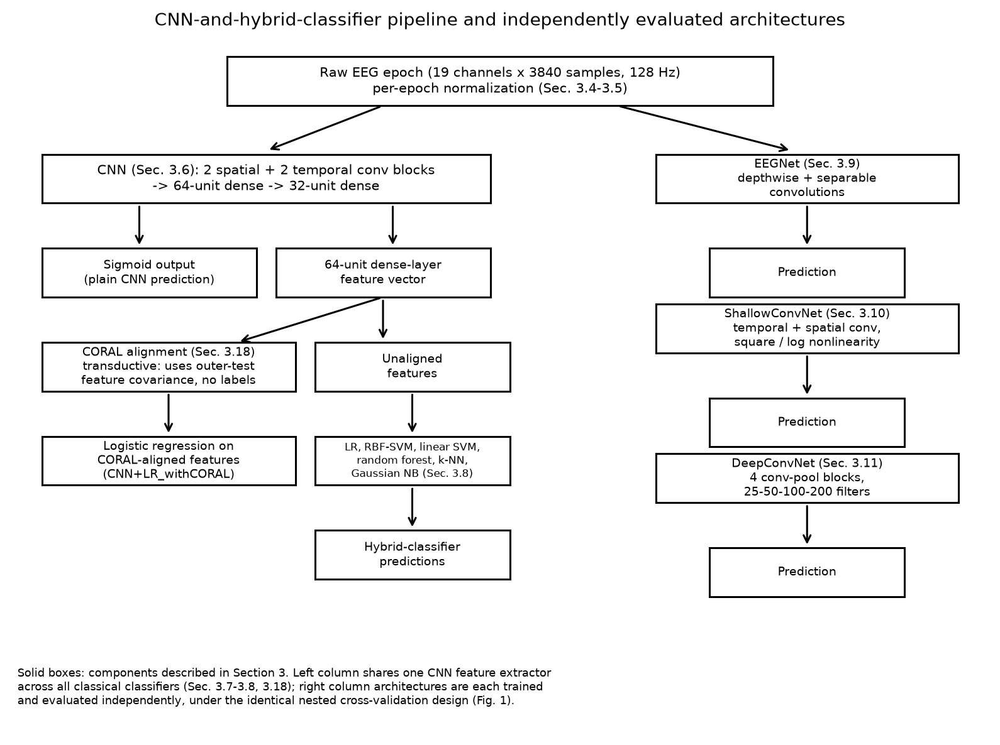 CNN-and-hybrid-classifier pipeline and independently evaluated architectures
Raw EEG epoch (19 channels x 3840 samples, 128 Hz)
per-epoch normalization (Sec. 3.4-3.5)
CNN (Sec. 3.6): 2 spatial + 2 temporal conv blocks
-> 64-unit dense -> 32-unit dense
Sigmoid output
(plain CNN prediction)
64-unit dense-layer
feature vector
CORAL alignment (Sec. 3.18)
transductive: uses outer-test
feature covariance, no labels
Unaligned
features
Logistic regression on
CORAL-aligned features
(CNN+LR_withCORAL)
LR, RBF-SVM, linear SVM,
random forest, k-NN,
Gaussian NB (Sec. 3.8)
Hybrid-classifier
predictions
EEGNet (Sec. 3.9)
depthwise + separable
convolutions
Prediction
ShallowConvNet (Sec. 3.10)
temporal + spatial conv,
square / log nonlinearity
Prediction
DeepConvNet (Sec. 3.11)
4 conv-pool blocks,
25-50-100-200 filters
Prediction
Solid boxes: components described in Section 3. Left column shares one CNN feature extractor
across all classical classifiers (Sec. 3.7-3.8, 3.18); right column architectures are each trained
and evaluated independently, under the identical nested cross-validation design (Fig. 1).